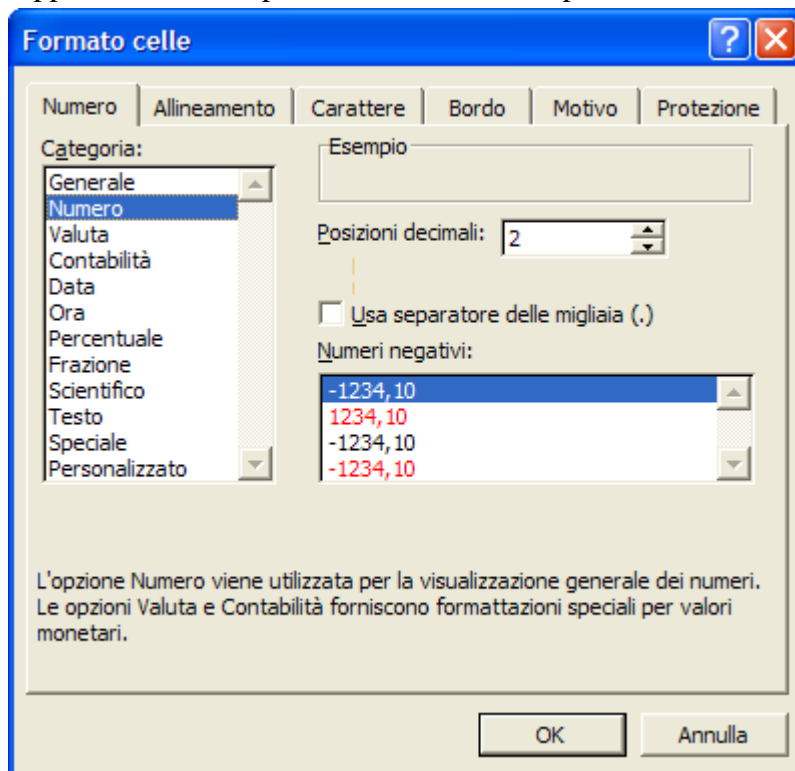 Formato celle
Numero Allineamento Carattere Bordo Motivo Protezione
Categoria:
Generale
Numero
Valuta
Contabilità
Data
Ora
Percentuale
Frazione
Scientifico
Testo
Speciale
Personalizzato
Esempio
Posizioni decimali: 2
Usa separatore delle migliaia (.)
Numeri negativi:
-1234,10
1234,10
-1234,10
-1234,10
L'opzione Numero viene utilizzata per la visualizzazione generale dei numeri.
Le opzioni Valuta e Contabilità forniscono formattazioni speciali per valori
monetari.
OK Annulla